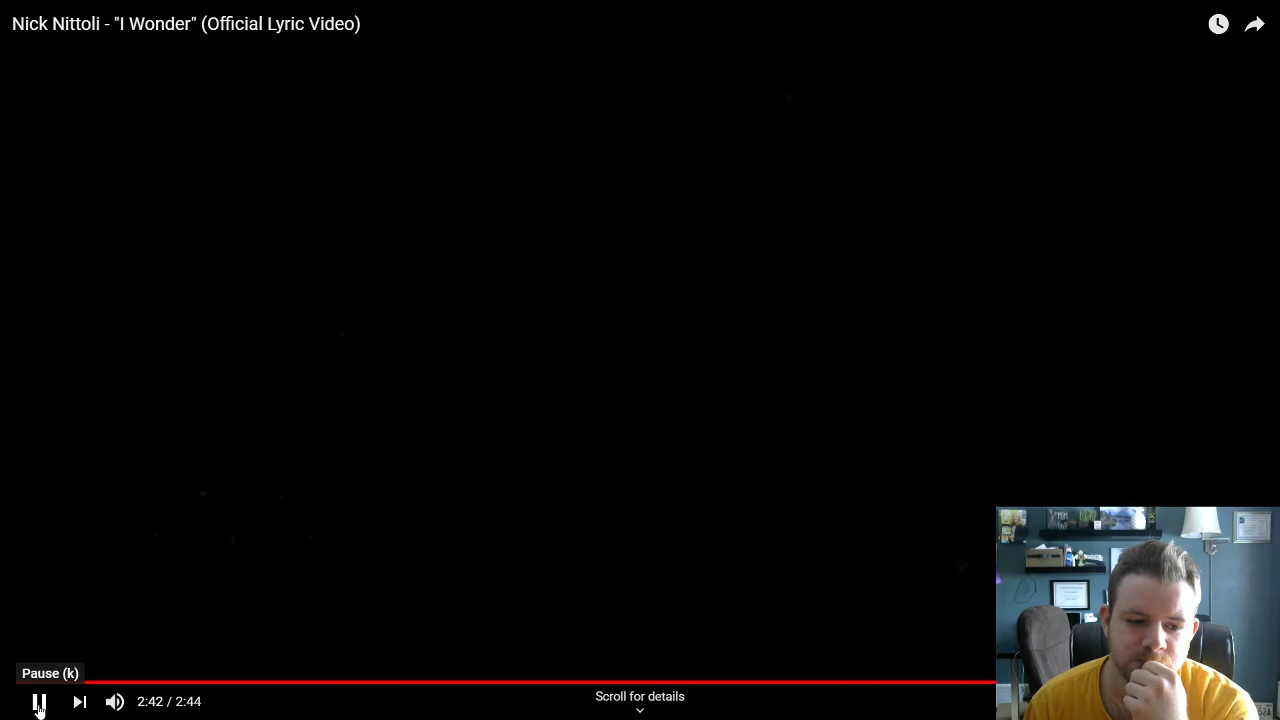 Nick Nittoli - "I Wonder" (Official Lyric Video)
Pause (k)
2:42 / 2:44
Scroll for details